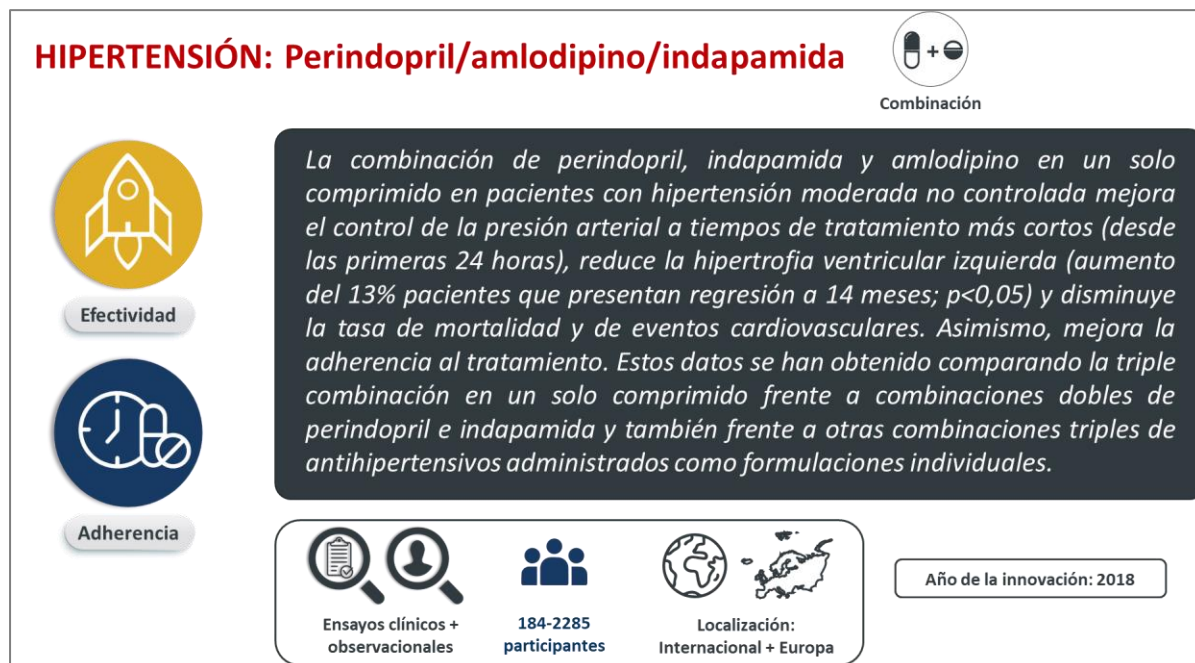 HIPERTENSIÓN: Perindopril/amlodipino/indapamida
Combinación
Efectividad
Adherencia
La combinación de perindopril, indapamida y amlodipino en un solo
comprimido en pacientes con hipertensión moderada no controlada mejora
el control de la presión arterial a tiempos de tratamiento más cortos (desde
las primeras 24 horas), reduce la hipertrofia ventricular izquierda (aumento
del 13% pacientes que presentan regresión a 14 meses; p<0,05) y disminuye
la tasa de mortalidad y de eventos cardiovasculares. Asimismo, mejora la
adherencia al tratamiento. Estos datos se han obtenido comparando la triple
combinación en un solo comprimido frente a combinaciones dobles de
perindopril e indapamida y también frente a otras combinaciones triples de
antihipertensivos administrados como formulaciones individuales.
Ensayos clínicos +
observacionales
184-2285
participantes
Localización:
Internacional + Europa
Año de la innovación: 2018